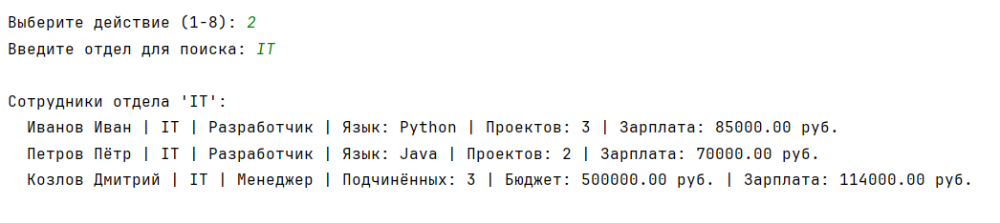 Выберите действие (1-8): 2
Введите отдел для поиска: IT
Сотрудники отдела 'IT':
Иванов Иван | IT | Разработчик | Язык: Python | Проектов: 3 | Зарплата: 85000.00 руб.
Петров Пётр | IT | Разработчик | Язык: Java | Проектов: 2 | Зарплата: 70000.00 руб.
Козлов Дмитрий | IT | Менеджер | Подчинённых: 3 | Бюджет: 500000.00 руб. | Зарплата: 114000.00 руб.